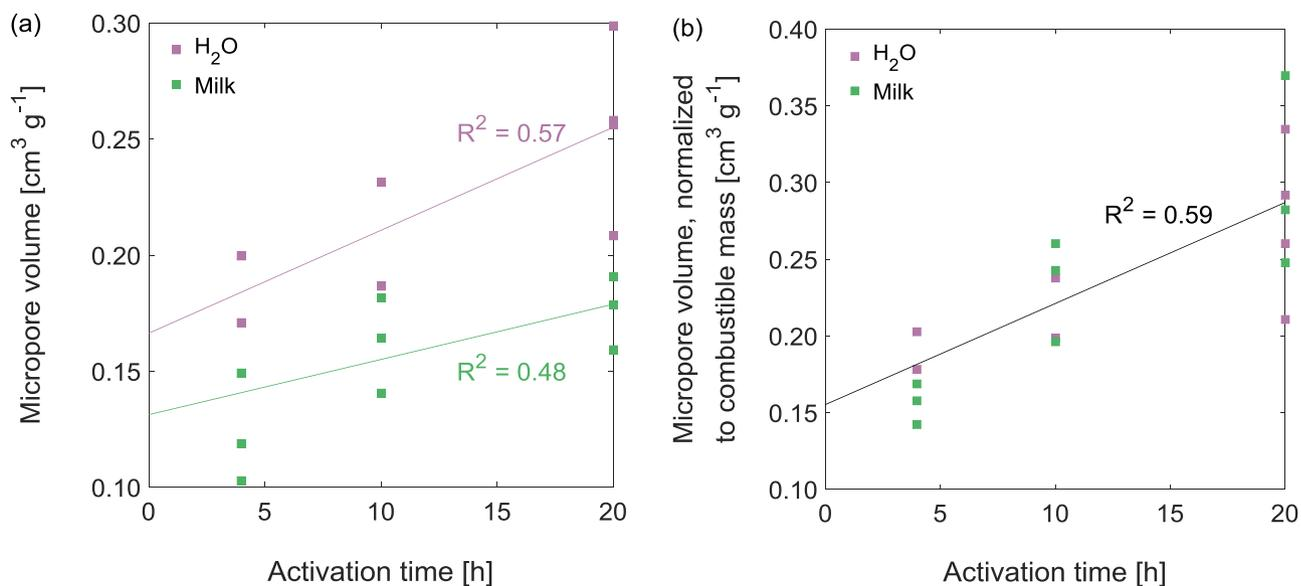 (a)
0.30
0.25
0.20
0.15
0.10
0
5
10
15
20
Micropore volume [cm³ g⁻¹]
Activation time [h]
H₂O
Milk
R² = 0.57
R² = 0.48
(b)
0.40
0.35
0.30
0.25
0.20
0.15
0.10
0
5
10
15
20
Micropore volume, normalized
to combustible mass [cm³ g⁻¹]
Activation time [h]
H₂O
Milk
R² = 0.59